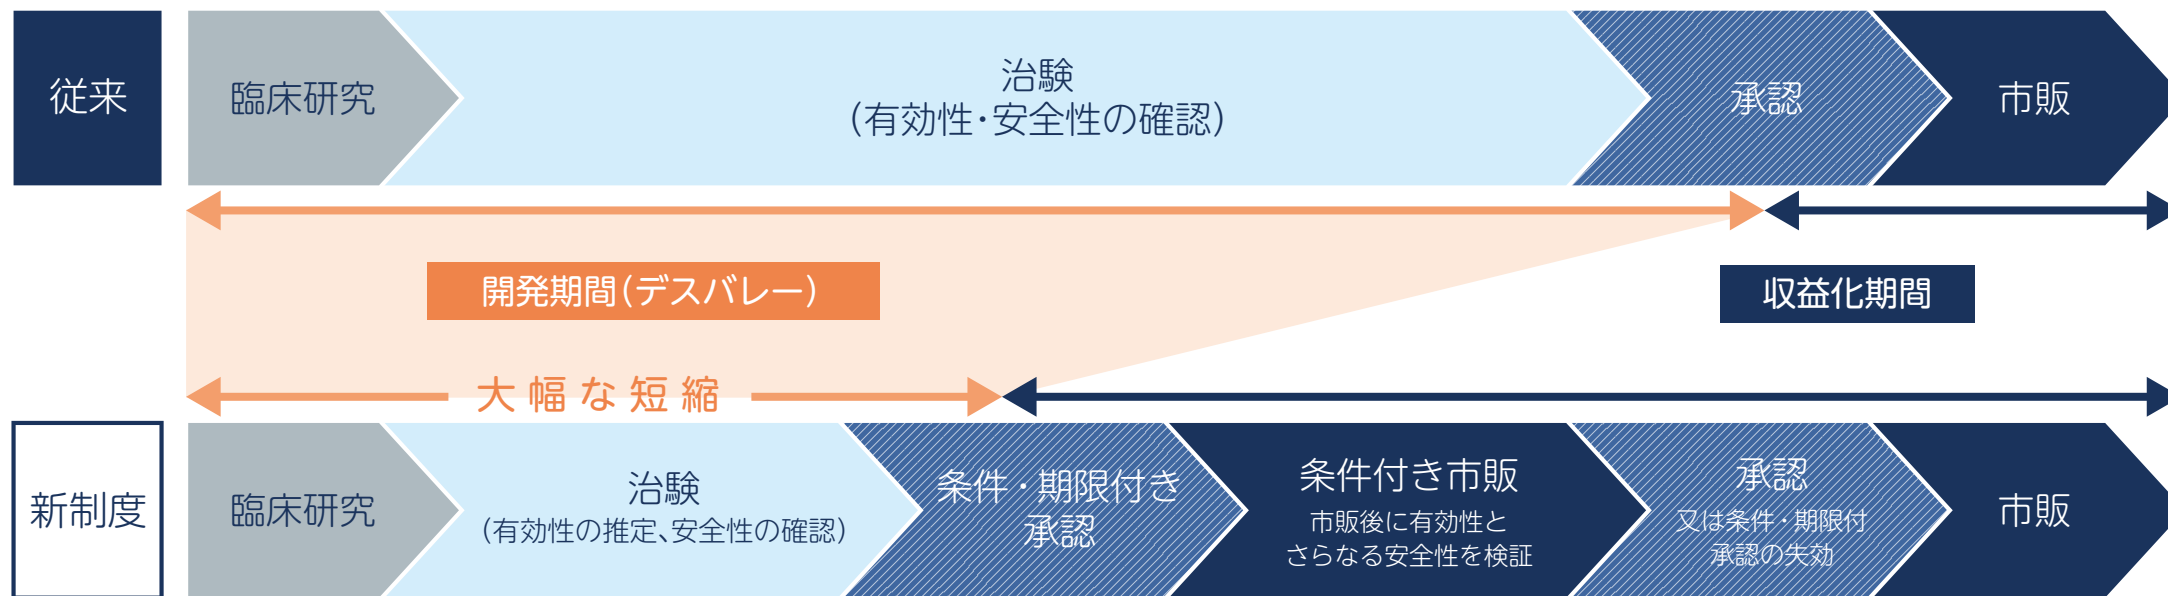 従来
臨床研究
治験
（有効性・安全性の確認）
承認
市販
開発期間（デスバレー）
収益化期間
大幅な短縮
新制度
臨床研究
治験
（有効性の推定、安全性の確認）
条件・期限付き
承認
条件付き市販
市販後に有効性と
さらなる安全性を検証
承認
又は条件・期限付
承認の失効
市販